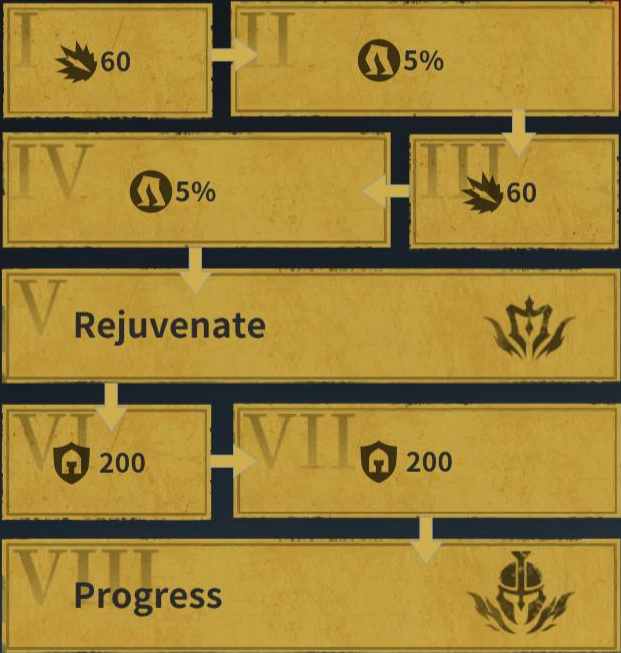 I
60
II
5%
III
60
IV
5%
V
Rejuvenate
VI
200
VII
200
VIII
Progress